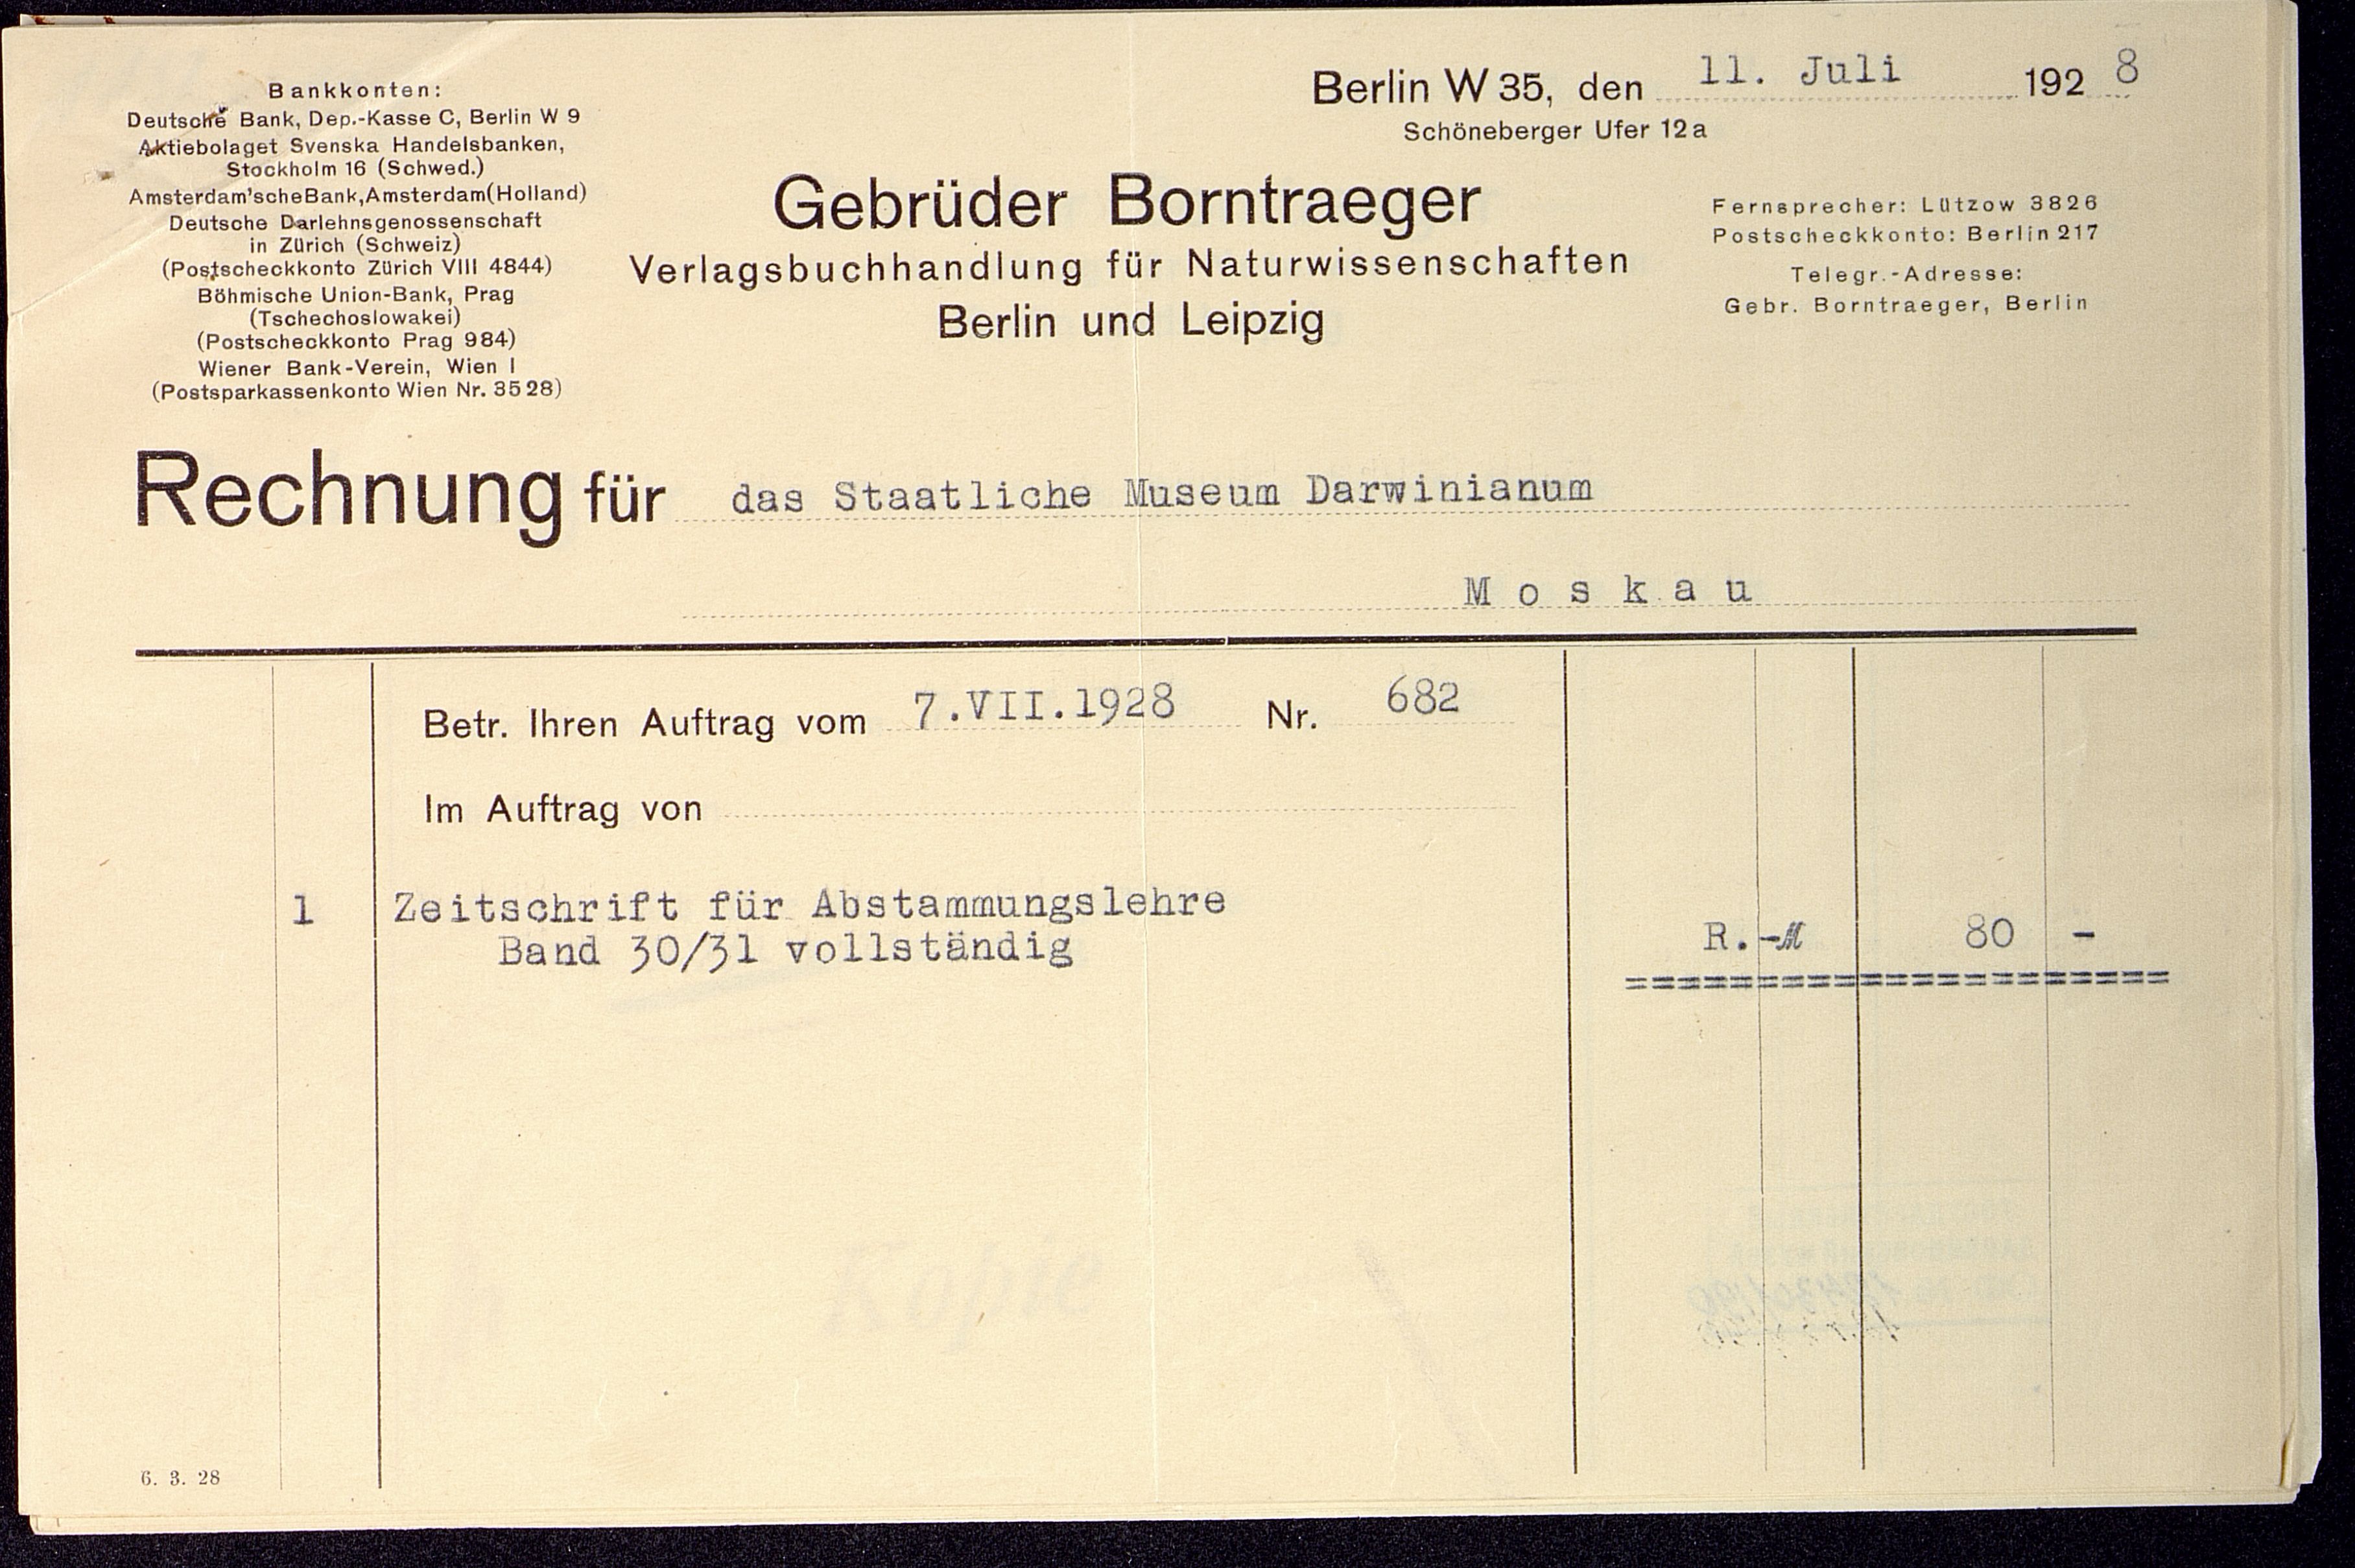 Bankkonten:
Deutsche Bank, Dep.-Kasse C, Berlin W 9
Aktiebolaget Svenska Handelsbanken,
Stockholm 16 (Schwed.)
Amsterdam'sche Bank, Amsterdam (Holland)
Deutsche Darlehnsgenossenschaft
in Zürich (Schweiz)
(Postscheckkonto Zürich VIII 4844)
Böhmische Union-Bank, Prag
(Tschechoslowakei)
(Postscheckkonto Prag 984)
Wiener Bank-Verein, Wien I
(Postsparkassenkonto Wien Nr. 3528)
Berlin W 35, den 11. Juli 1928
Schöneberger Ufer 12a
Gebrüder Borntraeger
Verlagsbuchhandlung für Naturwissenschaften
Berlin und Leipzig
Fernsprecher: Lützow 3826
Postscheckkonto: Berlin 217
Telegr.-Adresse:
Gebr. Borntraeger, Berlin
Rechnung für das Staatliche Museum Darwinianum
Moskau
Betr. Ihren Auftrag vom 7.VII.1928 Nr. 682
Im Auftrag von
1 Zeitschrift für Abstammungslehre
Band 30/31 vollständig R.-M 80 -
Kopie
6. 3. 28